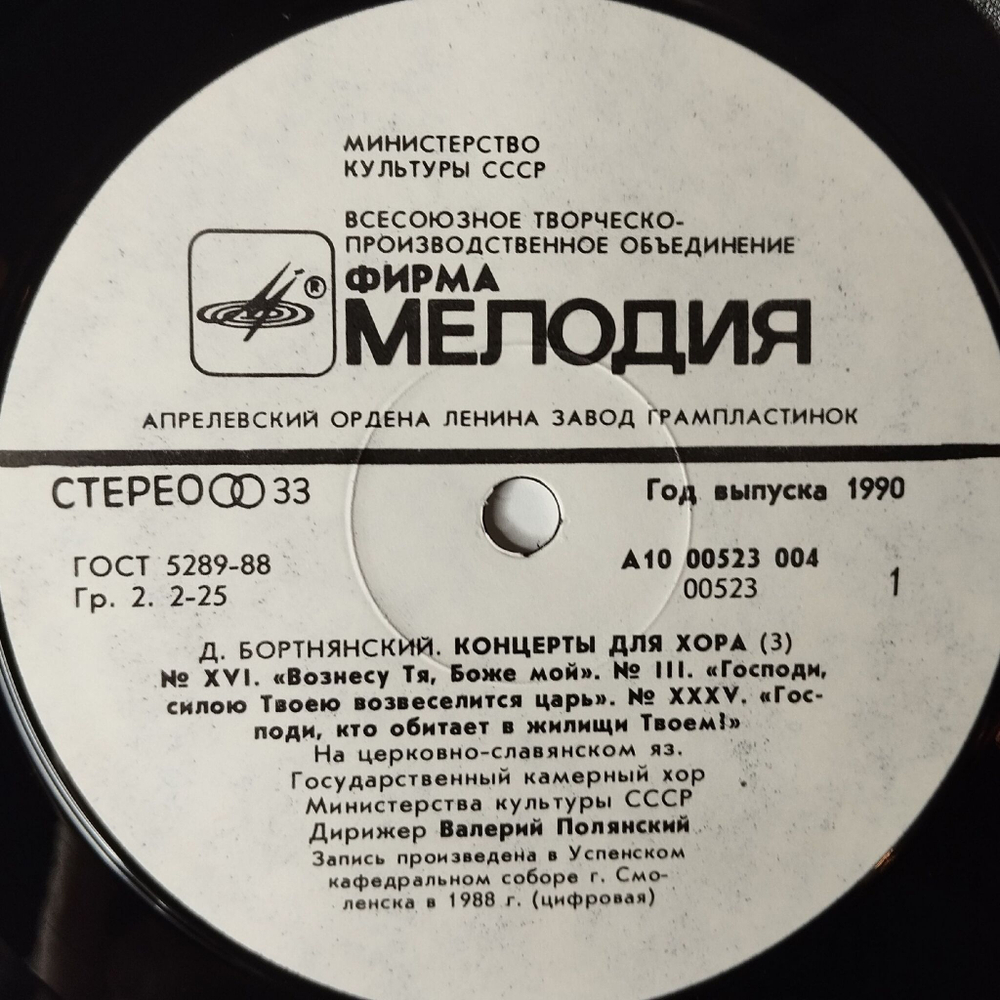 МИНИСТЕРСТВО
КУЛЬТУРЫ СССР
ВСЕСОЮЗНОЕ ТВОРЧЕСКО-
ПРОИЗВОДСТВЕННОЕ ОБЪЕДИНЕНИЕ
®
ФИРМА
МЕЛОДИЯ
АПРЕЛЕВСКИЙ ОРДЕНА ЛЕНИНА ЗАВОД ГРАМПЛАСТИНОК
СТЕРЕО 33
Год выпуска 1990
ГОСТ 5289-88
Гр. 2. 2-25
А10 00523 004
00523
1
Д. БОРТНЯНСКИЙ. КОНЦЕРТЫ ДЛЯ ХОРА (3)
№ XVI. «Вознесу Тя, Боже мой». № III. «Господи,
силою Твоею возвеселится царь». № XXXV. «Гос-
поди, кто обитает в жилищи Твоем?»
На церковно-славянском яз.
Государственный камерный хор
Министерства культуры СССР
Дирижер Валерий Полянский
Запись произведена в Успенском
кафедральном соборе г. Смо-
ленска в 1988 г. (цифровая)